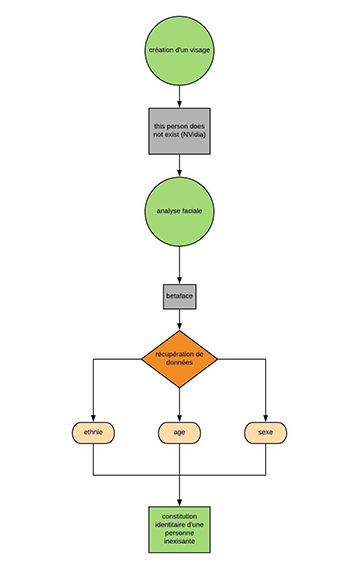 création d'un visage
this person does
not exist (NVidia)
analyse faciale
betaface
récupération de
données
ethnie
age
sexe
constitution
identitaire d'une
personne
inexisante